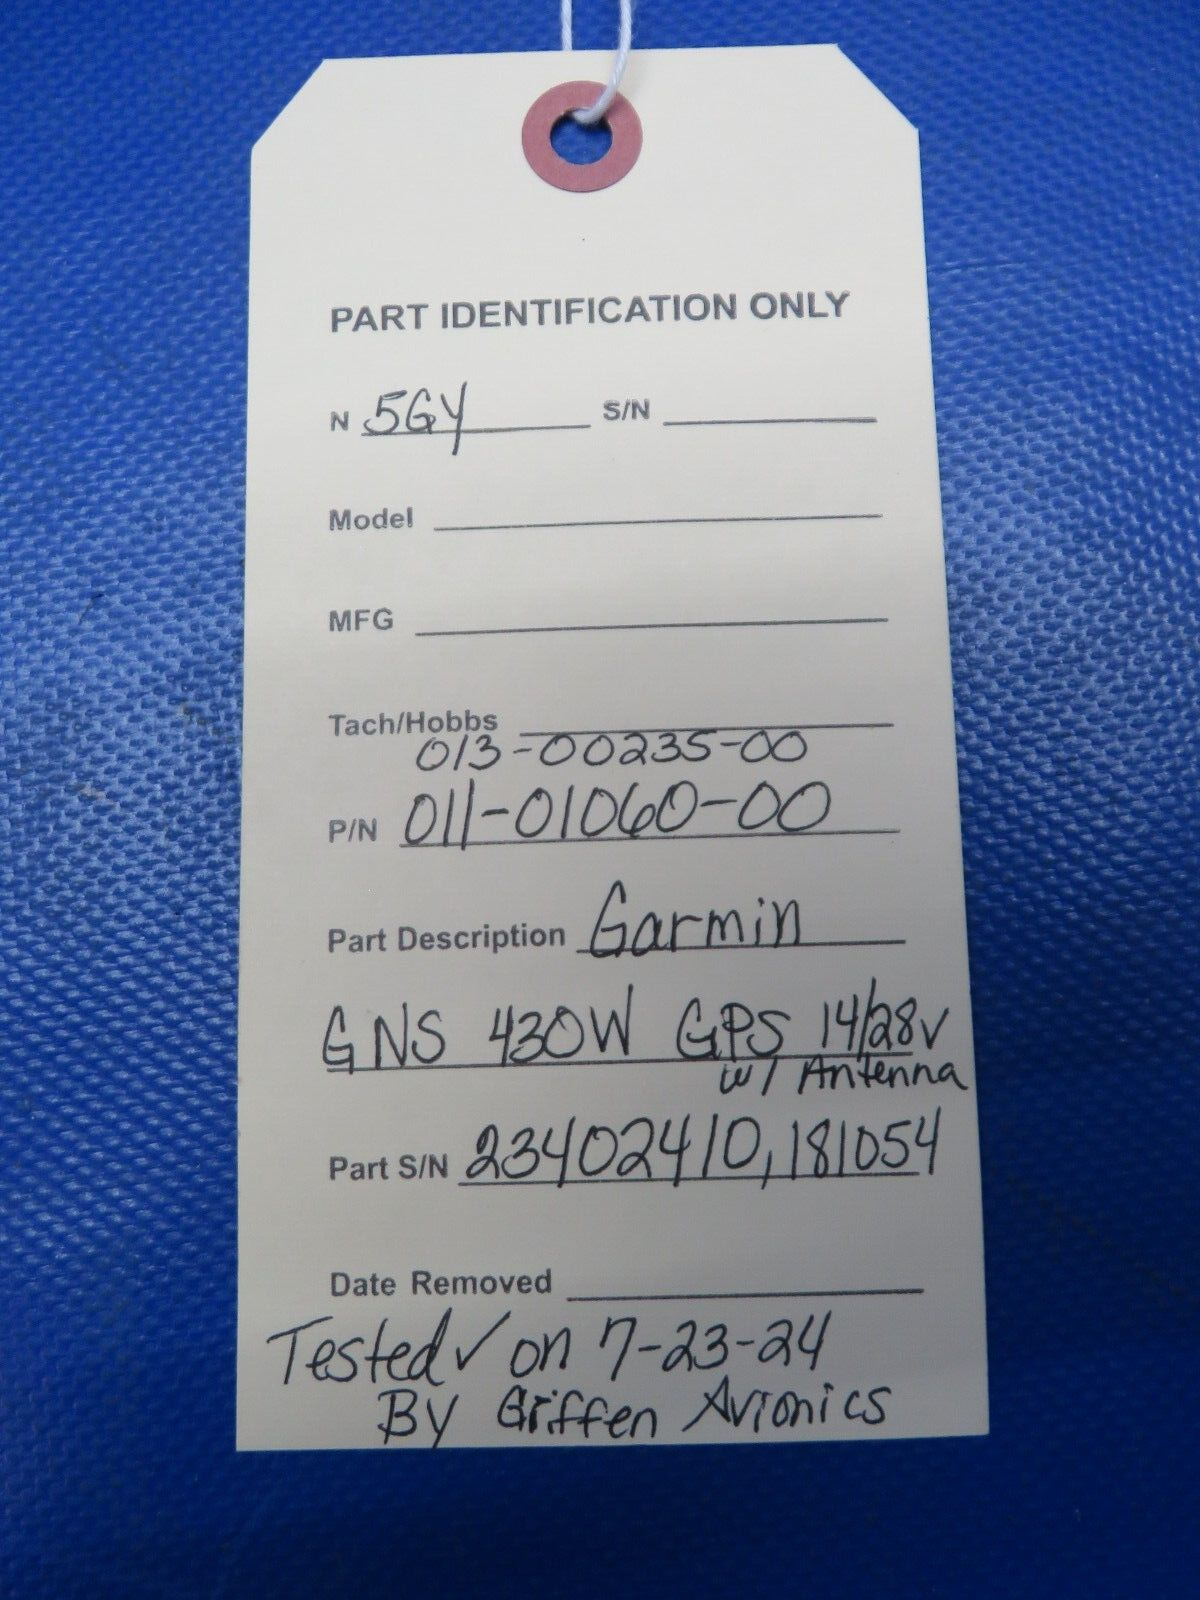 PART IDENTIFICATION ONLY
N 5GY S/N
Model
MFG
Tach/Hobbs
013-00235-00
P/N 011-01060-00
Part Description Garmin
GNS 430W GPS 14/28v
w/ Antenna
Part S/N 23402410, 181054
Date Removed
Tested✓ on 7-23-24
By Griffen Avionics